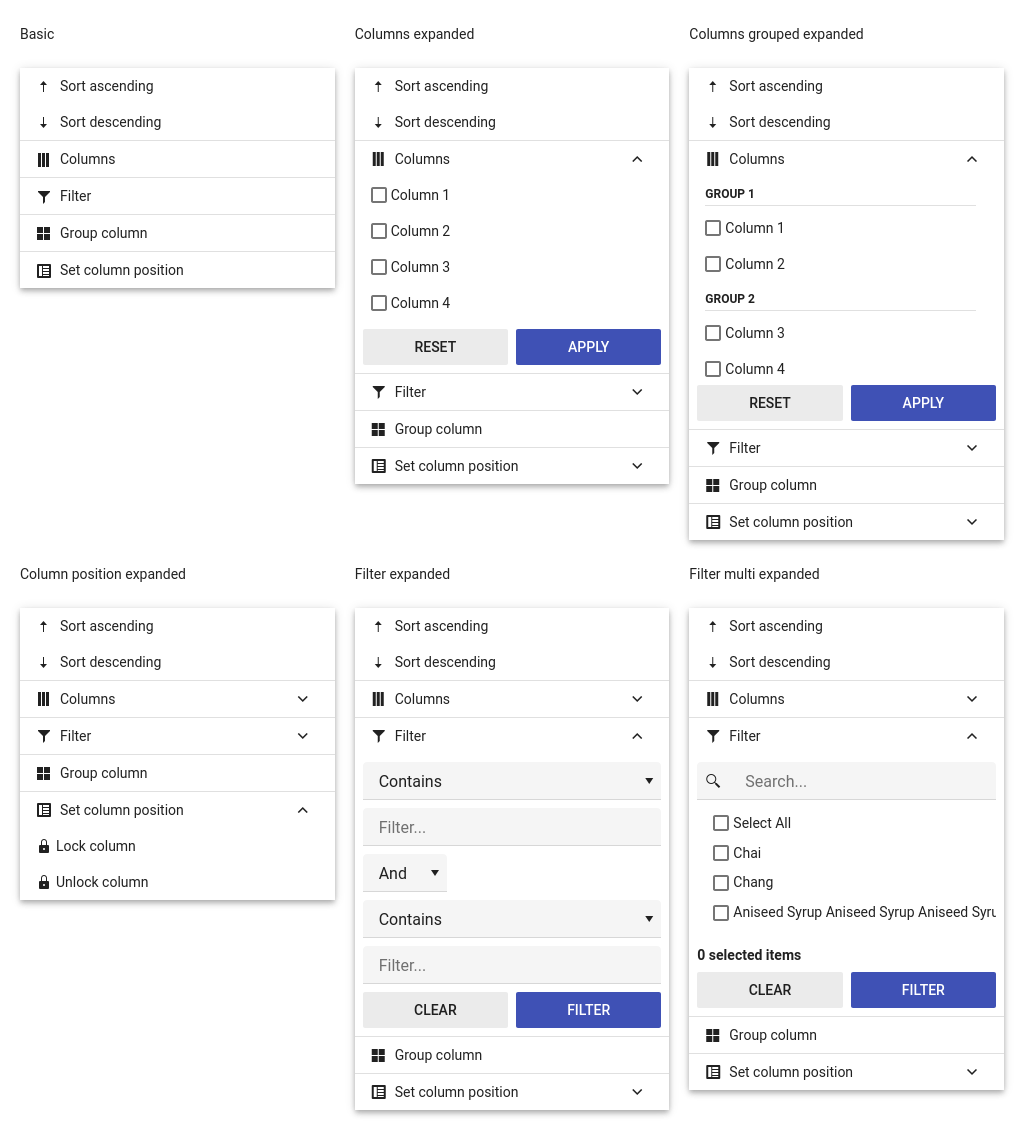 Basic
Sort ascending
Sort descending
Columns
Filter
Group column
Set column position
Columns expanded
Sort ascending
Sort descending
Columns
Column 1
Column 2
Column 3
Column 4
RESET APPLY
Filter
Group column
Set column position
Columns grouped expanded
Sort ascending
Sort descending
Columns
GROUP 1
Column 1
Column 2
GROUP 2
Column 3
Column 4
RESET APPLY
Filter
Group column
Set column position
Column position expanded
Sort ascending
Sort descending
Columns
Filter
Group column
Set column position
Lock column
Unlock column
Filter expanded
Sort ascending
Sort descending
Columns
Filter
Contains
Filter...
And
Contains
Filter...
CLEAR FILTER
Group column
Set column position
Filter multi expanded
Sort ascending
Sort descending
Columns
Filter
Search...
Select All
Chai
Chang
Aniseed Syrup Aniseed Syrup Aniseed Syru
0 selected items
CLEAR FILTER
Group column
Set column position